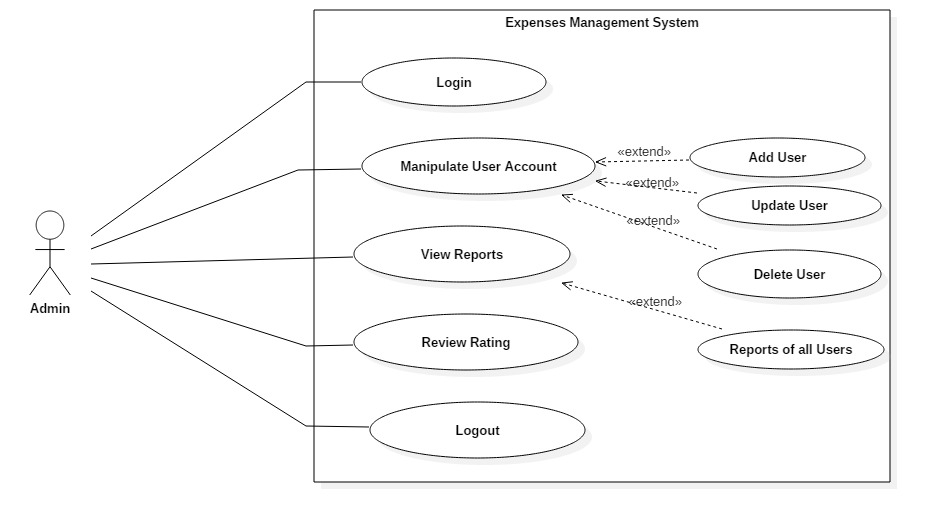 Expenses Management System
Login
Manipulate User Account
«extend»
Add User
«extend»
Update User
«extend»
View Reports
Delete User
«extend»
Admin
Review Rating
Reports of all Users
Logout